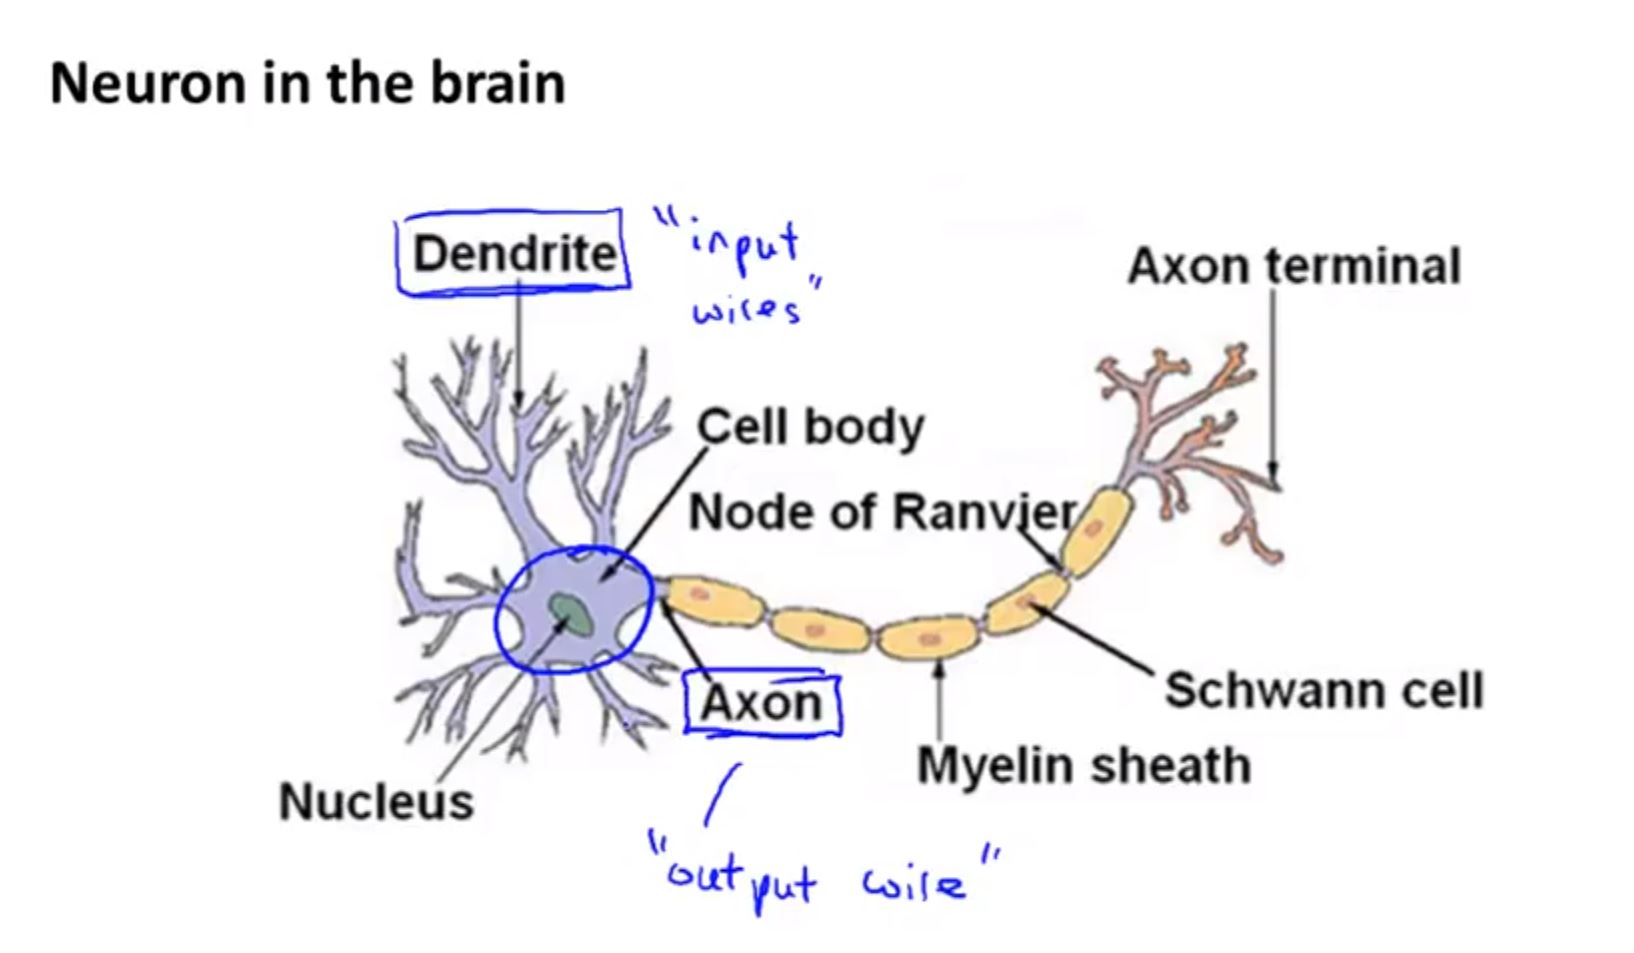 Neuron in the brain
Dendrite
"input
wires"
Axon terminal
Cell body
Node of Ranvier
Axon
Schwann cell
Myelin sheath
Nucleus
"output wire"